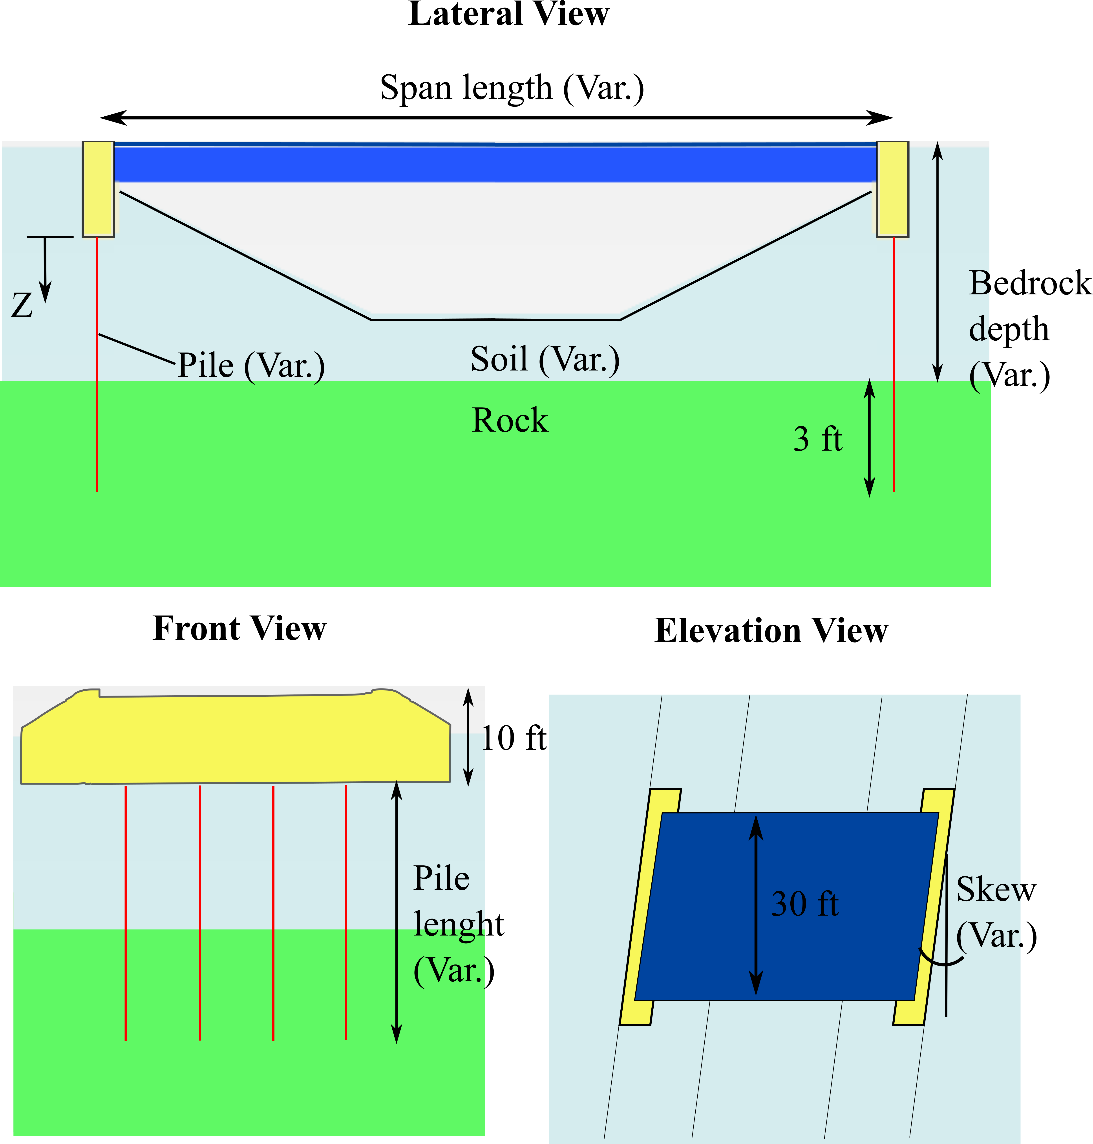 Lateral View
Span length (Var.)
Z
Pile (Var.)
Soil (Var.)
Bedrock
depth
(Var.)
Rock
3 ft
Front View
10 ft
Pile
lenght
(Var.)
Elevation View
30 ft
Skew
(Var.)